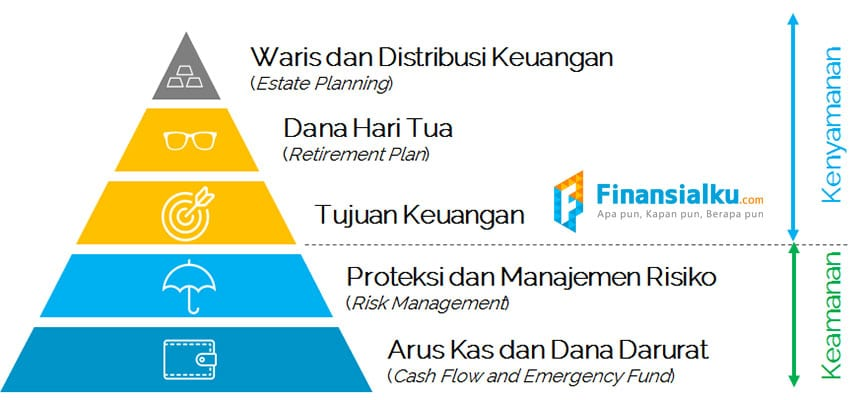 Waris dan Distribusi Keuangan
(Estate Planning)
Dana Hari Tua
(Retirement Plan)
Tujuan Keuangan
Finansialku.com
Apa pun, Kapan pun, Berapa pun
Proteksi dan Manajemen Risiko
(Risk Management)
Arus Kas dan Dana Darurat
(Cash Flow and Emergency Fund)
Kenyamanan
Keamanan